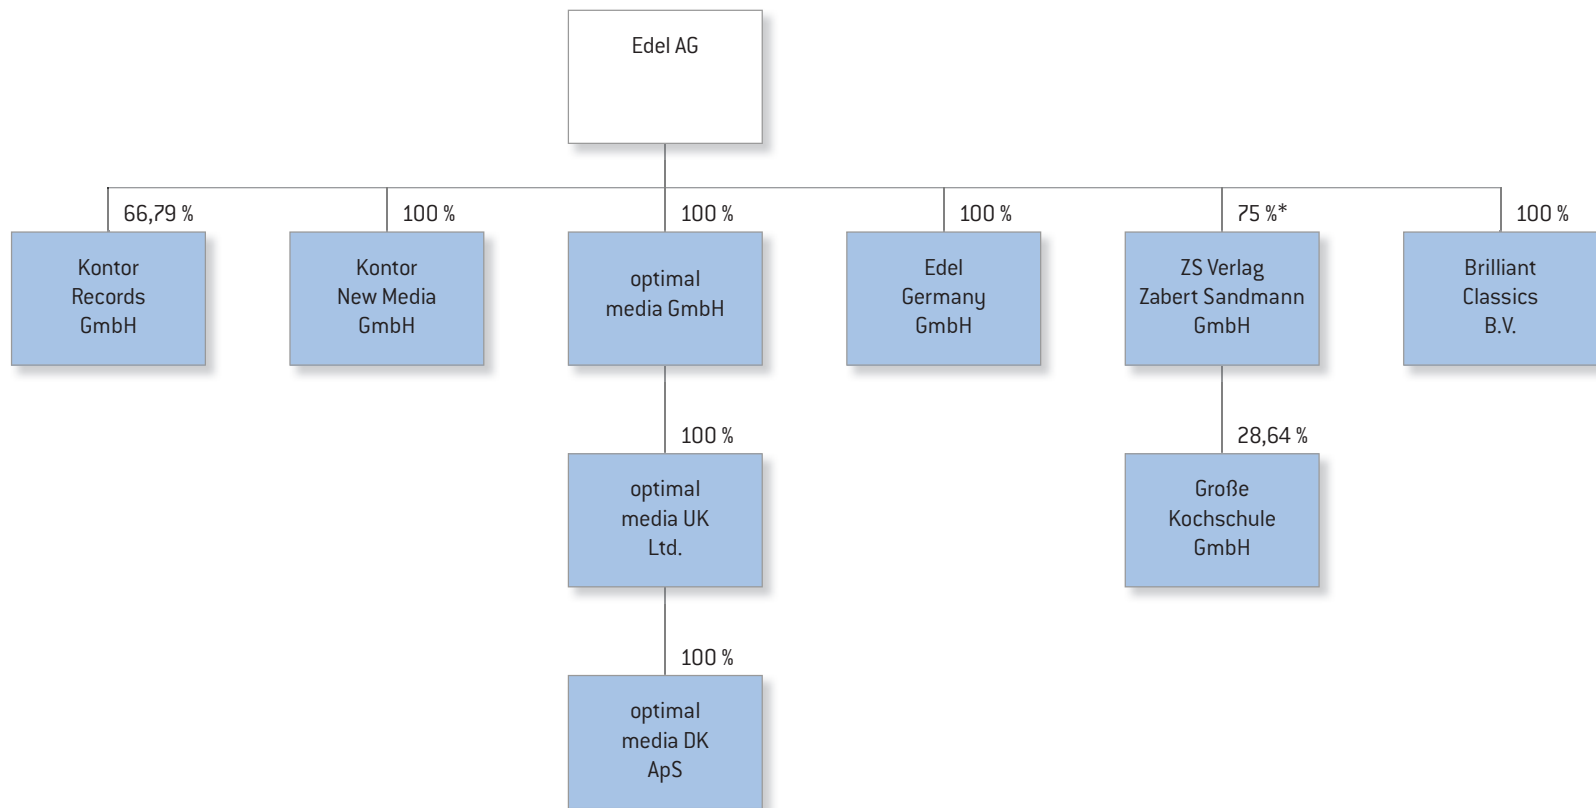 Edel AG
66,79 %
100 %
100 %
100 %
75 %*
100 %
Kontor
Records
GmbH
Kontor
New Media
GmbH
optimal
media GmbH
Edel
Germany
GmbH
ZS Verlag
Zabert Sandmann
GmbH
Brilliant
Classics
B.V.
100 %
28,64 %
optimal
media UK
Ltd.
Große
Kochschule
GmbH
100 %
optimal
media DK
ApS